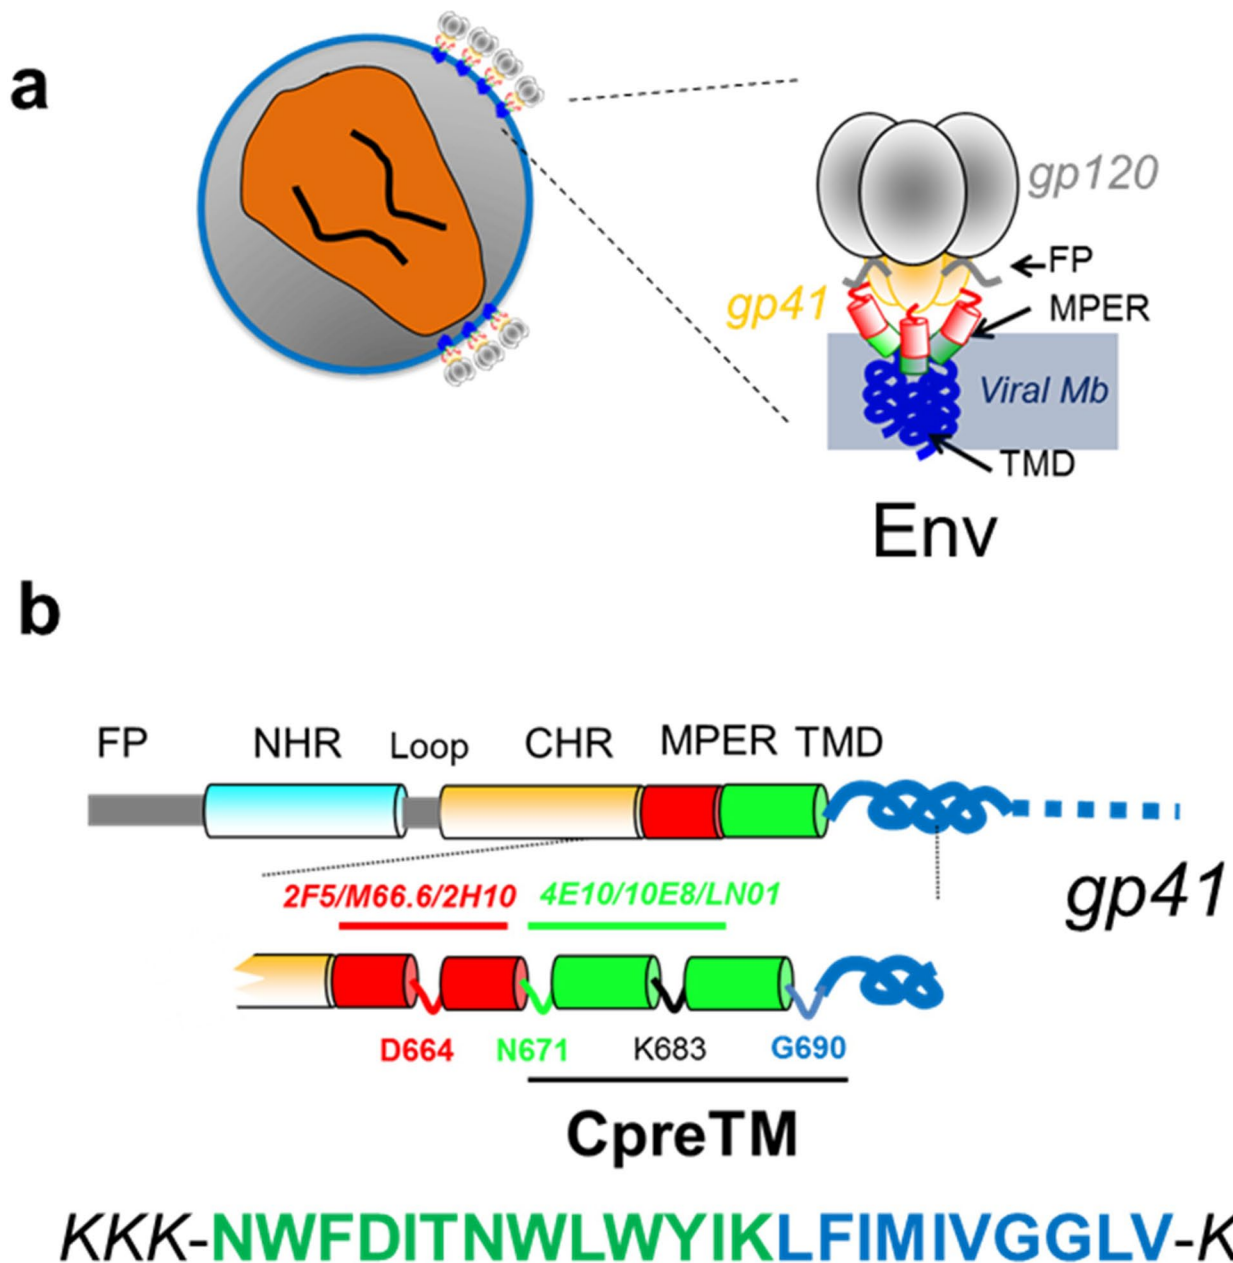 a
gp120
FP
gp41
MPER
Viral Mb
TMD
Env
b
FP NHR Loop CHR MPER TMD
gp41
2F5/M66.6/2H10 4E10/10E8/LN01
D664 N671 K683 G690
CpreTM
KKK-NWFDITNWLWYIKLFIMIVGGLV-K